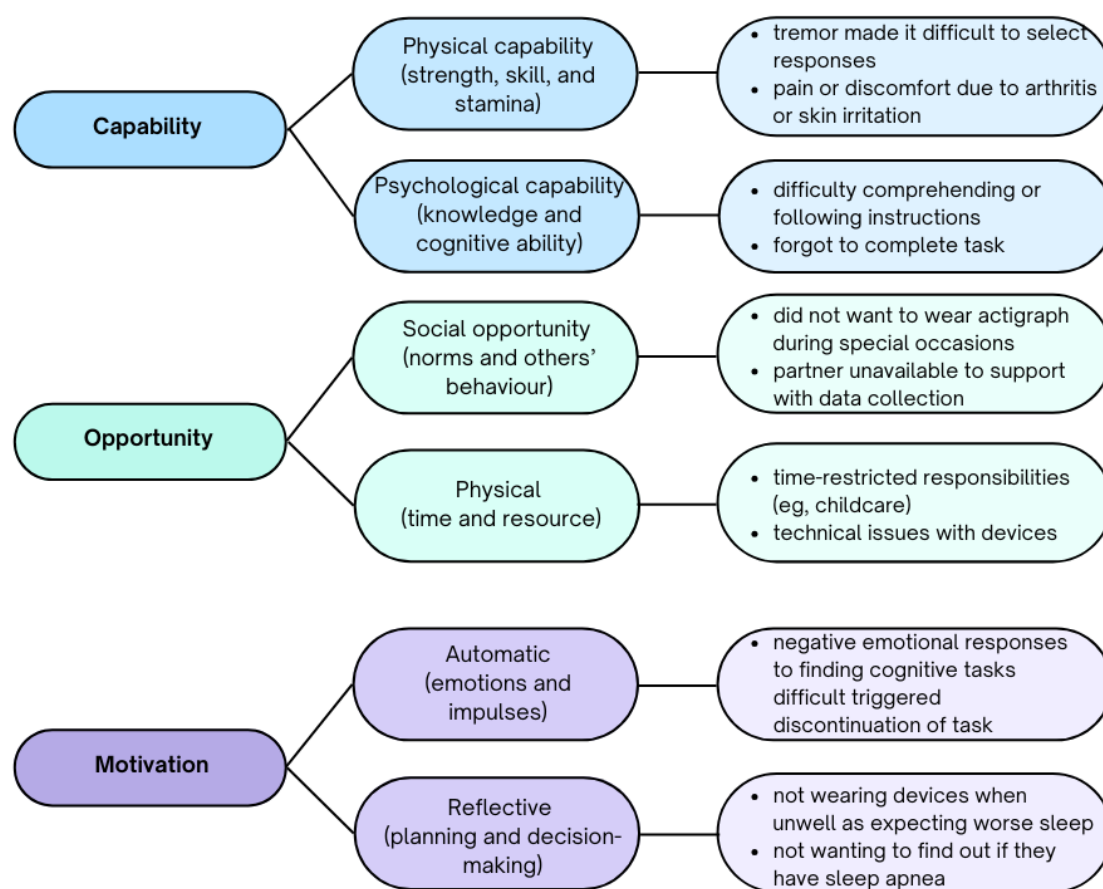 Capability
Physical capability
(strength, skill, and
stamina)
• tremor made it difficult to select
responses
• pain or discomfort due to arthritis
or skin irritation
Psychological capability
(knowledge and
cognitive ability)
• difficulty comprehending or
following instructions
• forgot to complete task
Opportunity
Social opportunity
(norms and others’
behaviour)
• did not want to wear actigraph
during special occasions
• partner unavailable to support
with data collection
Physical
(time and resource)
• time-restricted responsibilities
(eg, childcare)
• technical issues with devices
Motivation
Automatic
(emotions and
impulses)
• negative emotional responses
to finding cognitive tasks
difficult triggered
discontinuation of task
Reflective
(planning and decision-
making)
• not wearing devices when
unwell as expecting worse sleep
• not wanting to find out if they
have sleep apnea